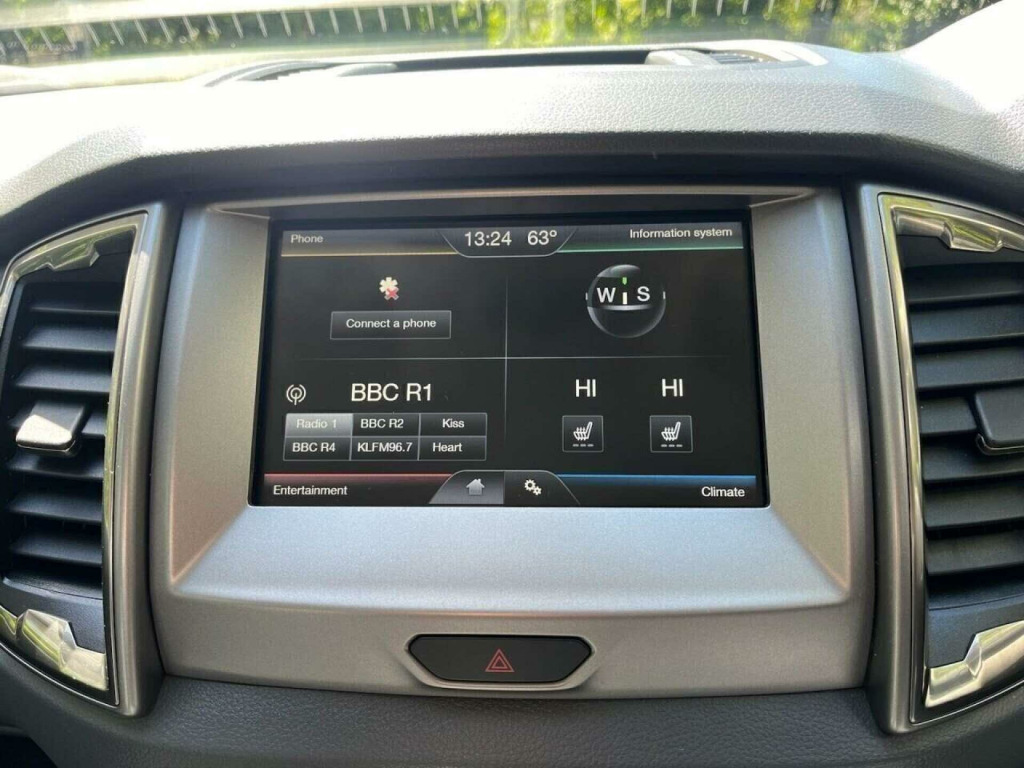 Phone
13:24 63°
Information system
W S
Connect a phone
BBC R1
HI HI
Radio 1 BBC R2 Kiss
BBC R4 KLFM96.7 Heart
Entertainment
Climate